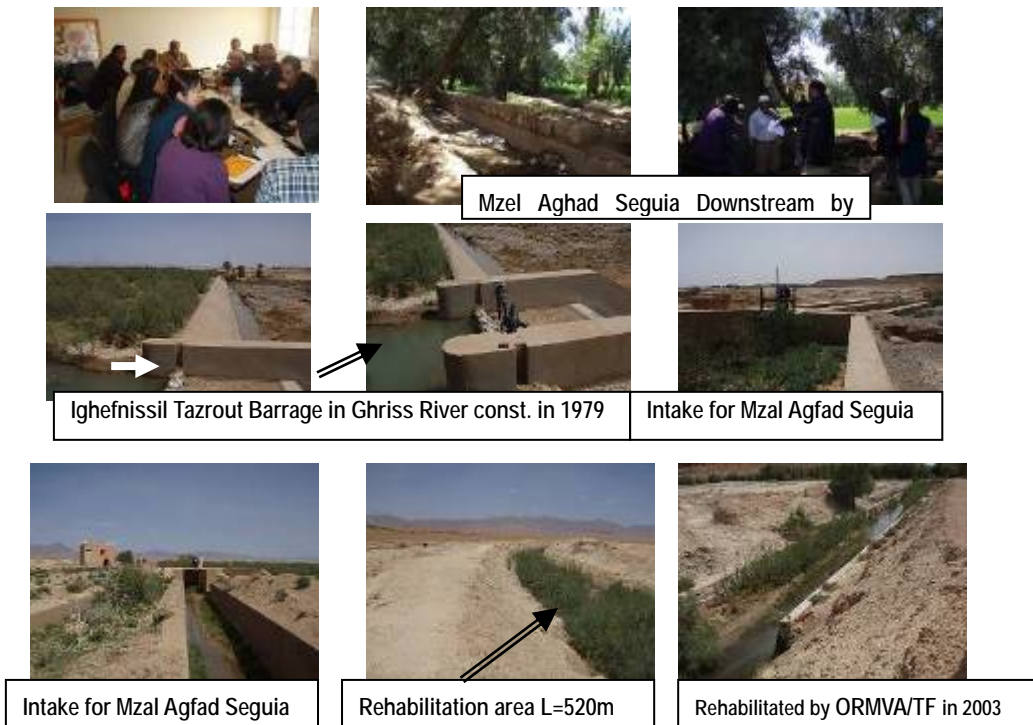 Mzel Aghad Seguia Downstream by
Ighefnissil Tazrout Barrage in Ghriss River const. in 1979
Intake for Mzal Agfad Seguia
Intake for Mzal Agfad Seguia
Rehabilitation area L=520m
Rehabilitated by ORMVA/TF in 2003